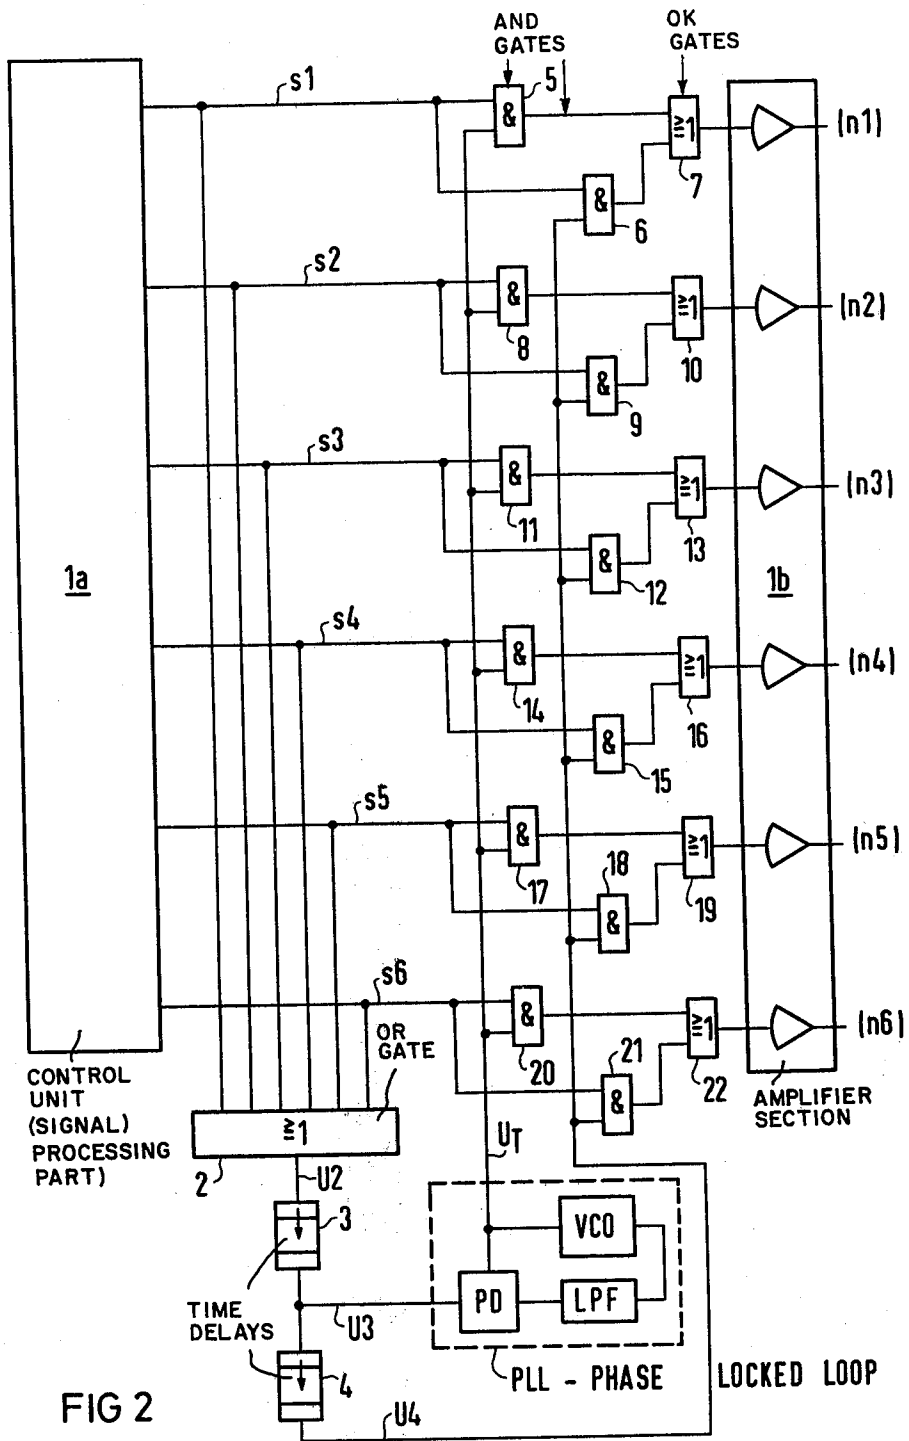 AND
GATES
OK
GATES
s1
5
&
≥1
(n1)
7
&
6
s2
&
≥1
(n2)
8
10
&
9
s3
&
≥1
(n3)
11
13
&
12
1a
1b
s4
&
≥1
(n4)
14
16
&
15
s5
&
≥1
(n5)
17
18
19
&
s6
&
≥1
(n6)
OR
GATE
20
21
22
&
CONTROL
UNIT
(SIGNAL)
PROCESSING
PART)
AMPLIFIER
SECTION
≥1
2
U2
UT
3
VCO
PD
LPF
TIME
DELAYS
U3
4
PLL - PHASE LOCKED LOOP
U4
FIG 2